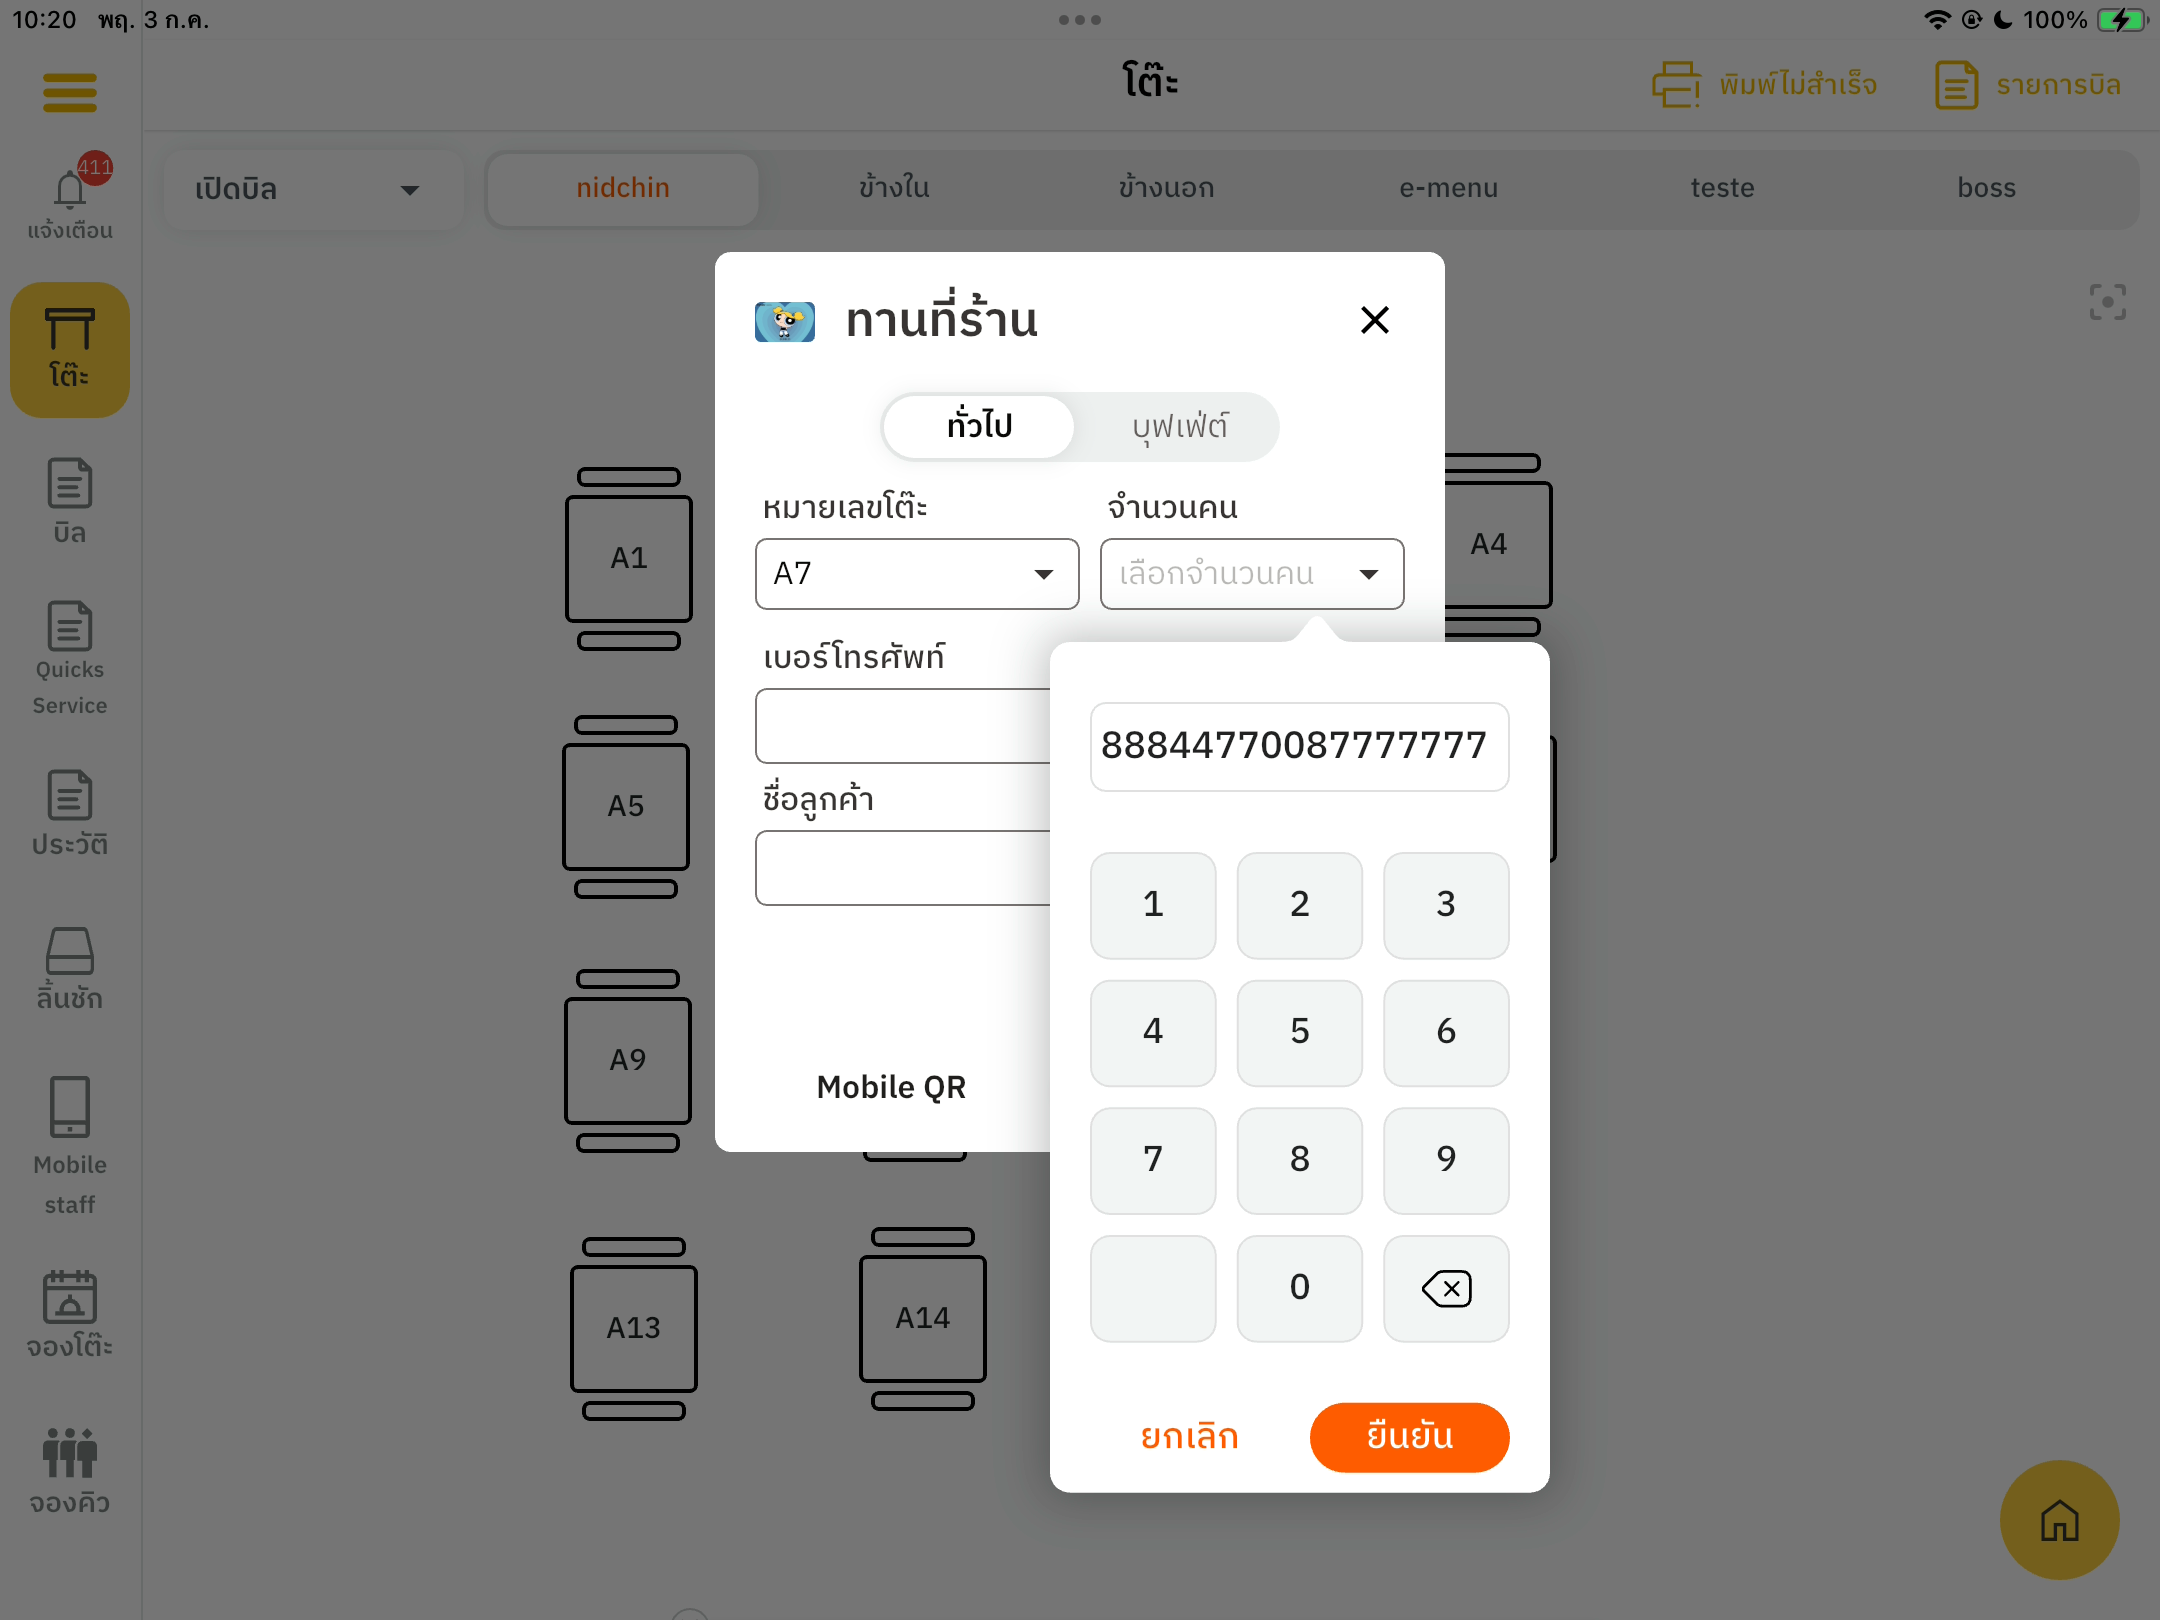 10:20 พฤ. 3 ก.ค.
100%
โต๊ะ
พิมพ์ไม่สำเร็จ
รายการบิล
411
แจ้งเตือน
เปิดบิล
nidchin
ข้างใน
ข้างนอก
e-menu
teste
boss
โต๊ะ
บิล
Quicks
Service
ประวัติ
ลิ้นชัก
Mobile
staff
จองโต๊ะ
จองคิว
A1
A4
A5
A9
A13
A14
ทานที่ร้าน
ทั่วไป
บุฟเฟ่ต์
หมายเลขโต๊ะ
จำนวนคน
A7
เลือกจำนวนคน
เบอร์โทรศัพท์
ชื่อลูกค้า
Mobile QR
88844770087777777
1
2
3
4
5
6
7
8
9
0
ยกเลิก
ยืนยัน